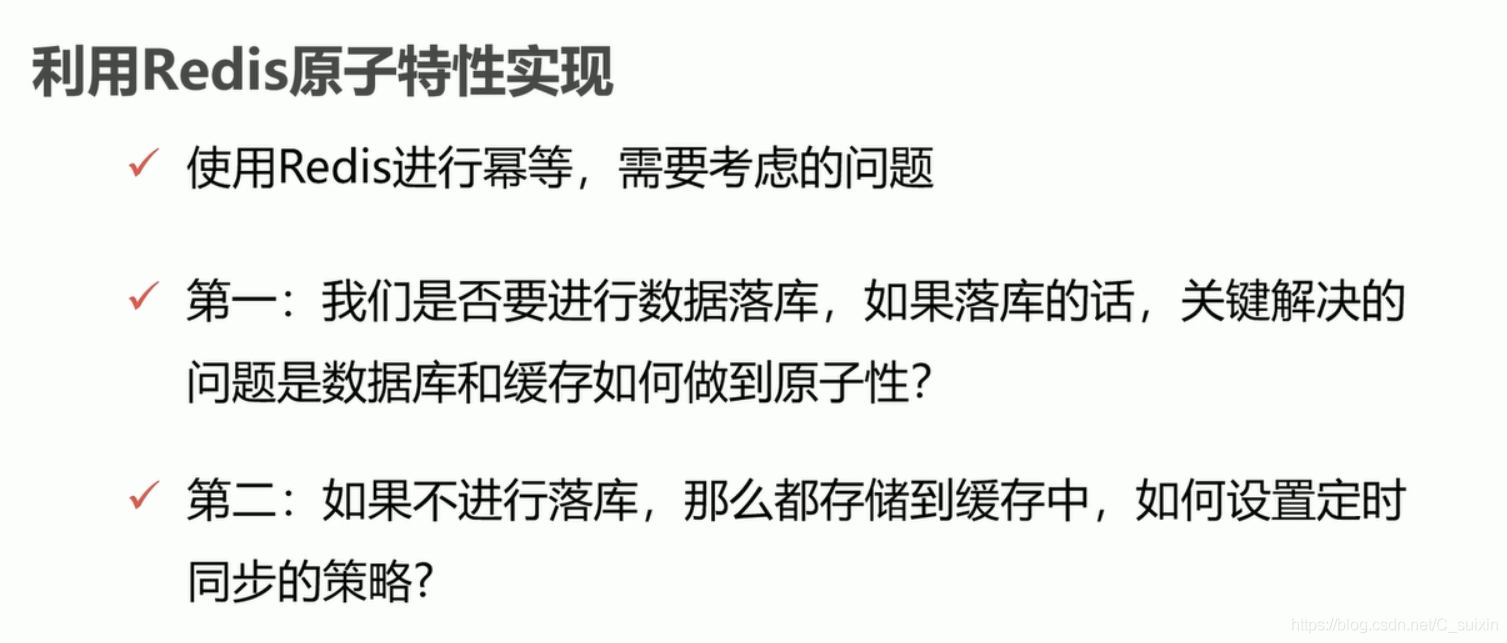 利用Redis原子特性实现
使用Redis进行幂等，需要考虑的问题
第一：我们是否要进行数据落库，如果落库的话，关键解决的
问题是数据库和缓存如何做到原子性？
第二：如果不进行落库，那么都存储到缓存中，如何设置定时
同步的策略?
https://blog.csdn.net/C_suixin